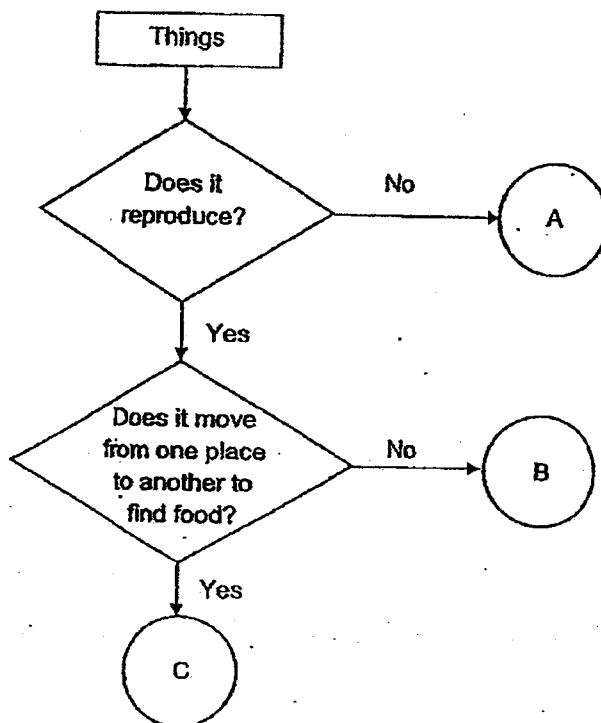 Things
Does it
reproduce?
No
A
Yes
Does it move
from one place
to another to
find food?
No
B
Yes
C